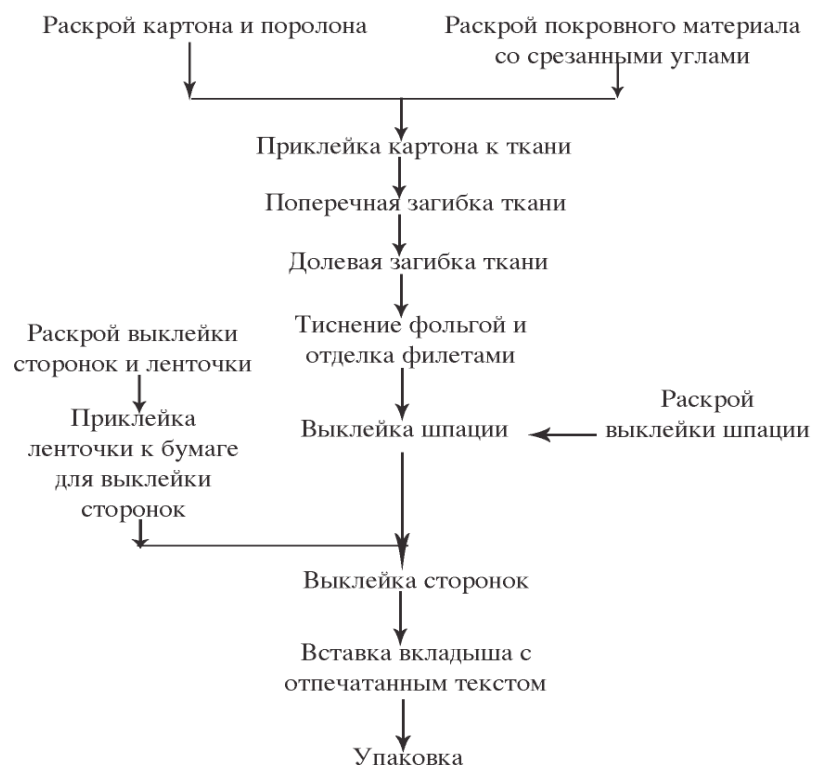 Раскрой картона и поролона
Раскрой покровного материала
со срезанными углами
Приклейка картона к ткани
Поперечная загибка ткани
Долевая загибка ткани
Тиснение фольгой и
отделка филетами
Раскрой выклейки
сторонок и ленточки
Приклейка
ленточки к бумаге
для выклейки
сторонок
Выклейка шпации
Раскрой
выклейки шпации
Выклейка сторонок
Вставка вкладыша с
отпечатанным текстом
Упаковка